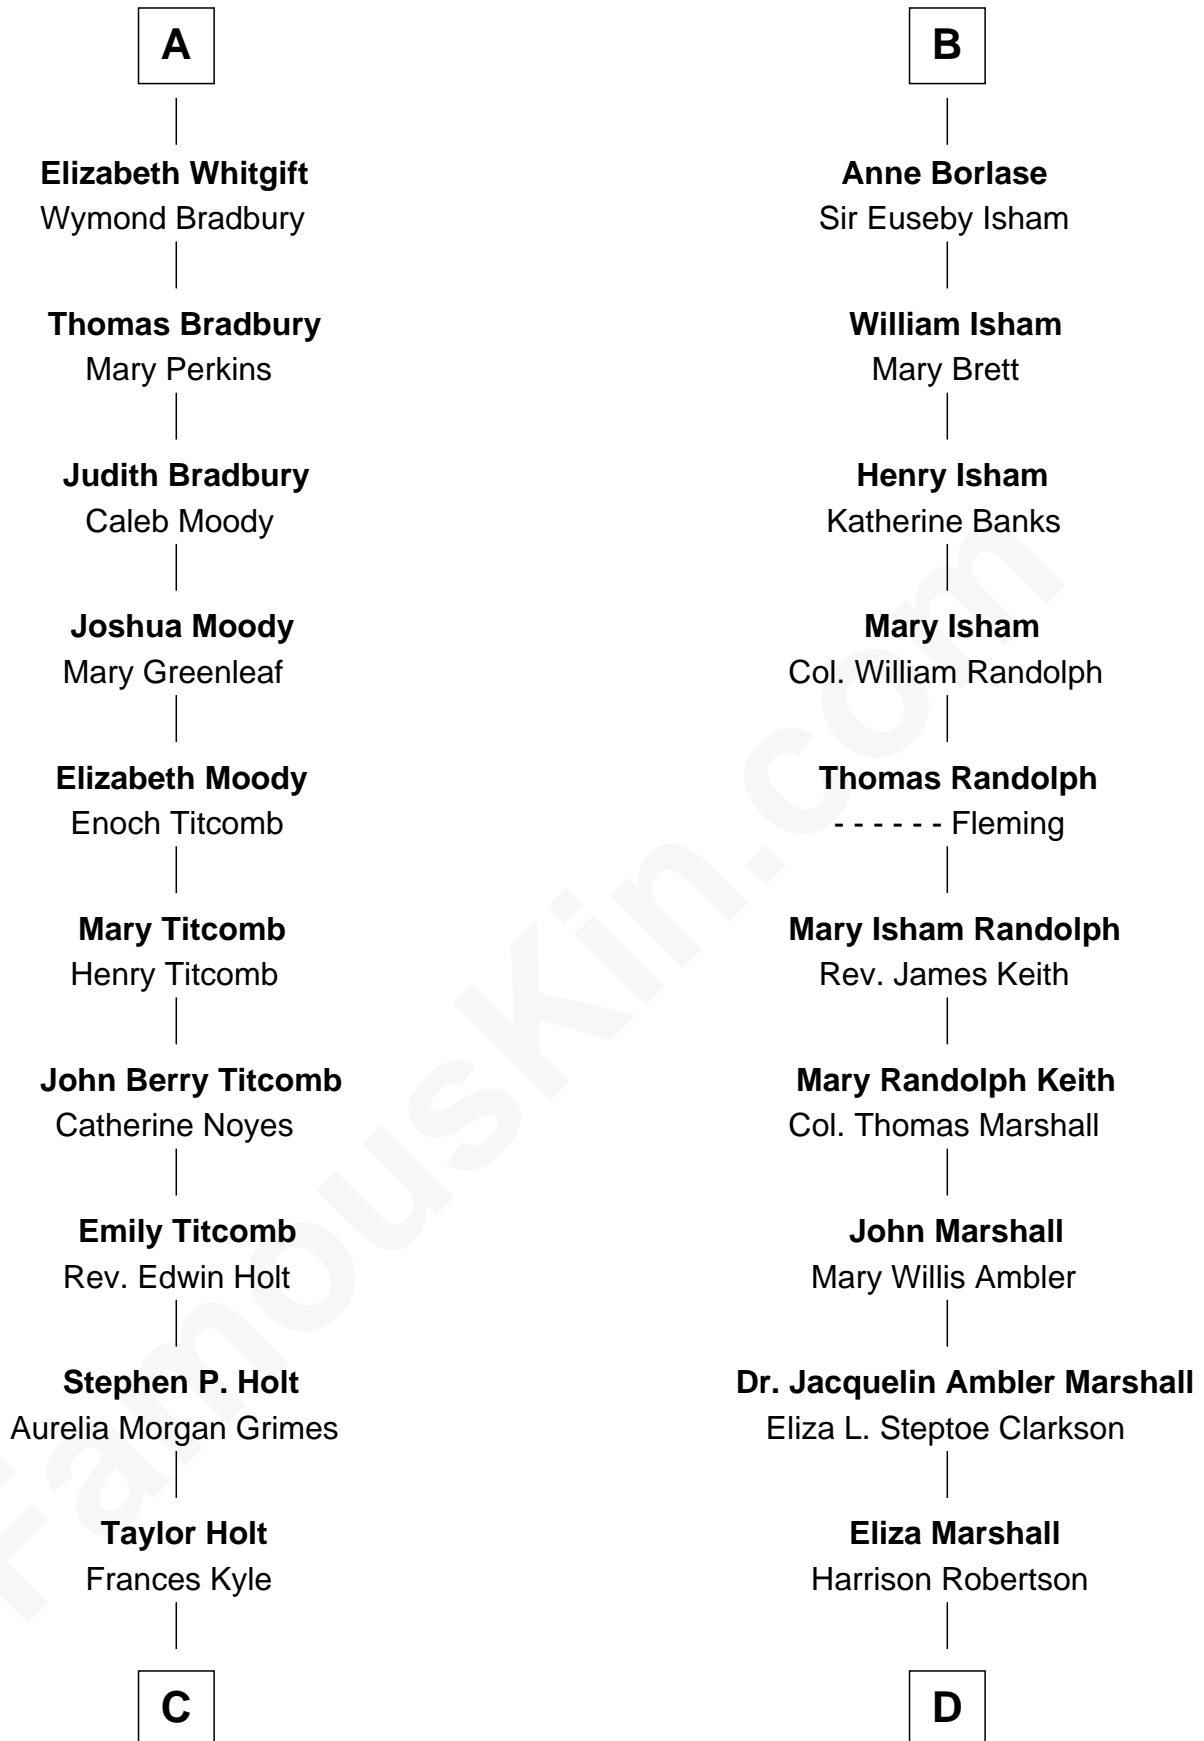 A
Elizabeth Whitgift
Wymond Bradbury
Thomas Bradbury
Mary Perkins
Judith Bradbury
Caleb Moody
Joshua Moody
Mary Greenleaf
Elizabeth Moody
Enoch Titcomb
Mary Titcomb
Henry Titcomb
John Berry Titcomb
Catherine Noyes
Emily Titcomb
Rev. Edwin Holt
Stephen P. Holt
Aurelia Morgan Grimes
Taylor Holt
Frances Kyle
C
B
Anne Borlase
Sir Euseby Isham
William Isham
Mary Brett
Henry Isham
Katherine Banks
Mary Isham
Col. William Randolph
Thomas Randolph
- - - - - - Fleming
Mary Isham Randolph
Rev. James Keith
Mary Randolph Keith
Col. Thomas Marshall
John Marshall
Mary Willis Ambler
Dr. Jacquelin Ambler Marshall
Eliza L. Steptoe Clarkson
Eliza Marshall
Harrison Robertson
D
FamousKin.com